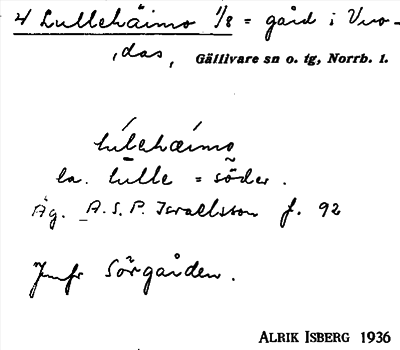 4 Lullehäimo 1/8 = gård i Vuo-
das, Gällivare sn o. tg, Norrb. l.
lulehæimo
la. lulle = söder.
Äg. A.S.P. Israelsson f. 92
Jmfr Sörgården.
ALRIK ISBERG 1936